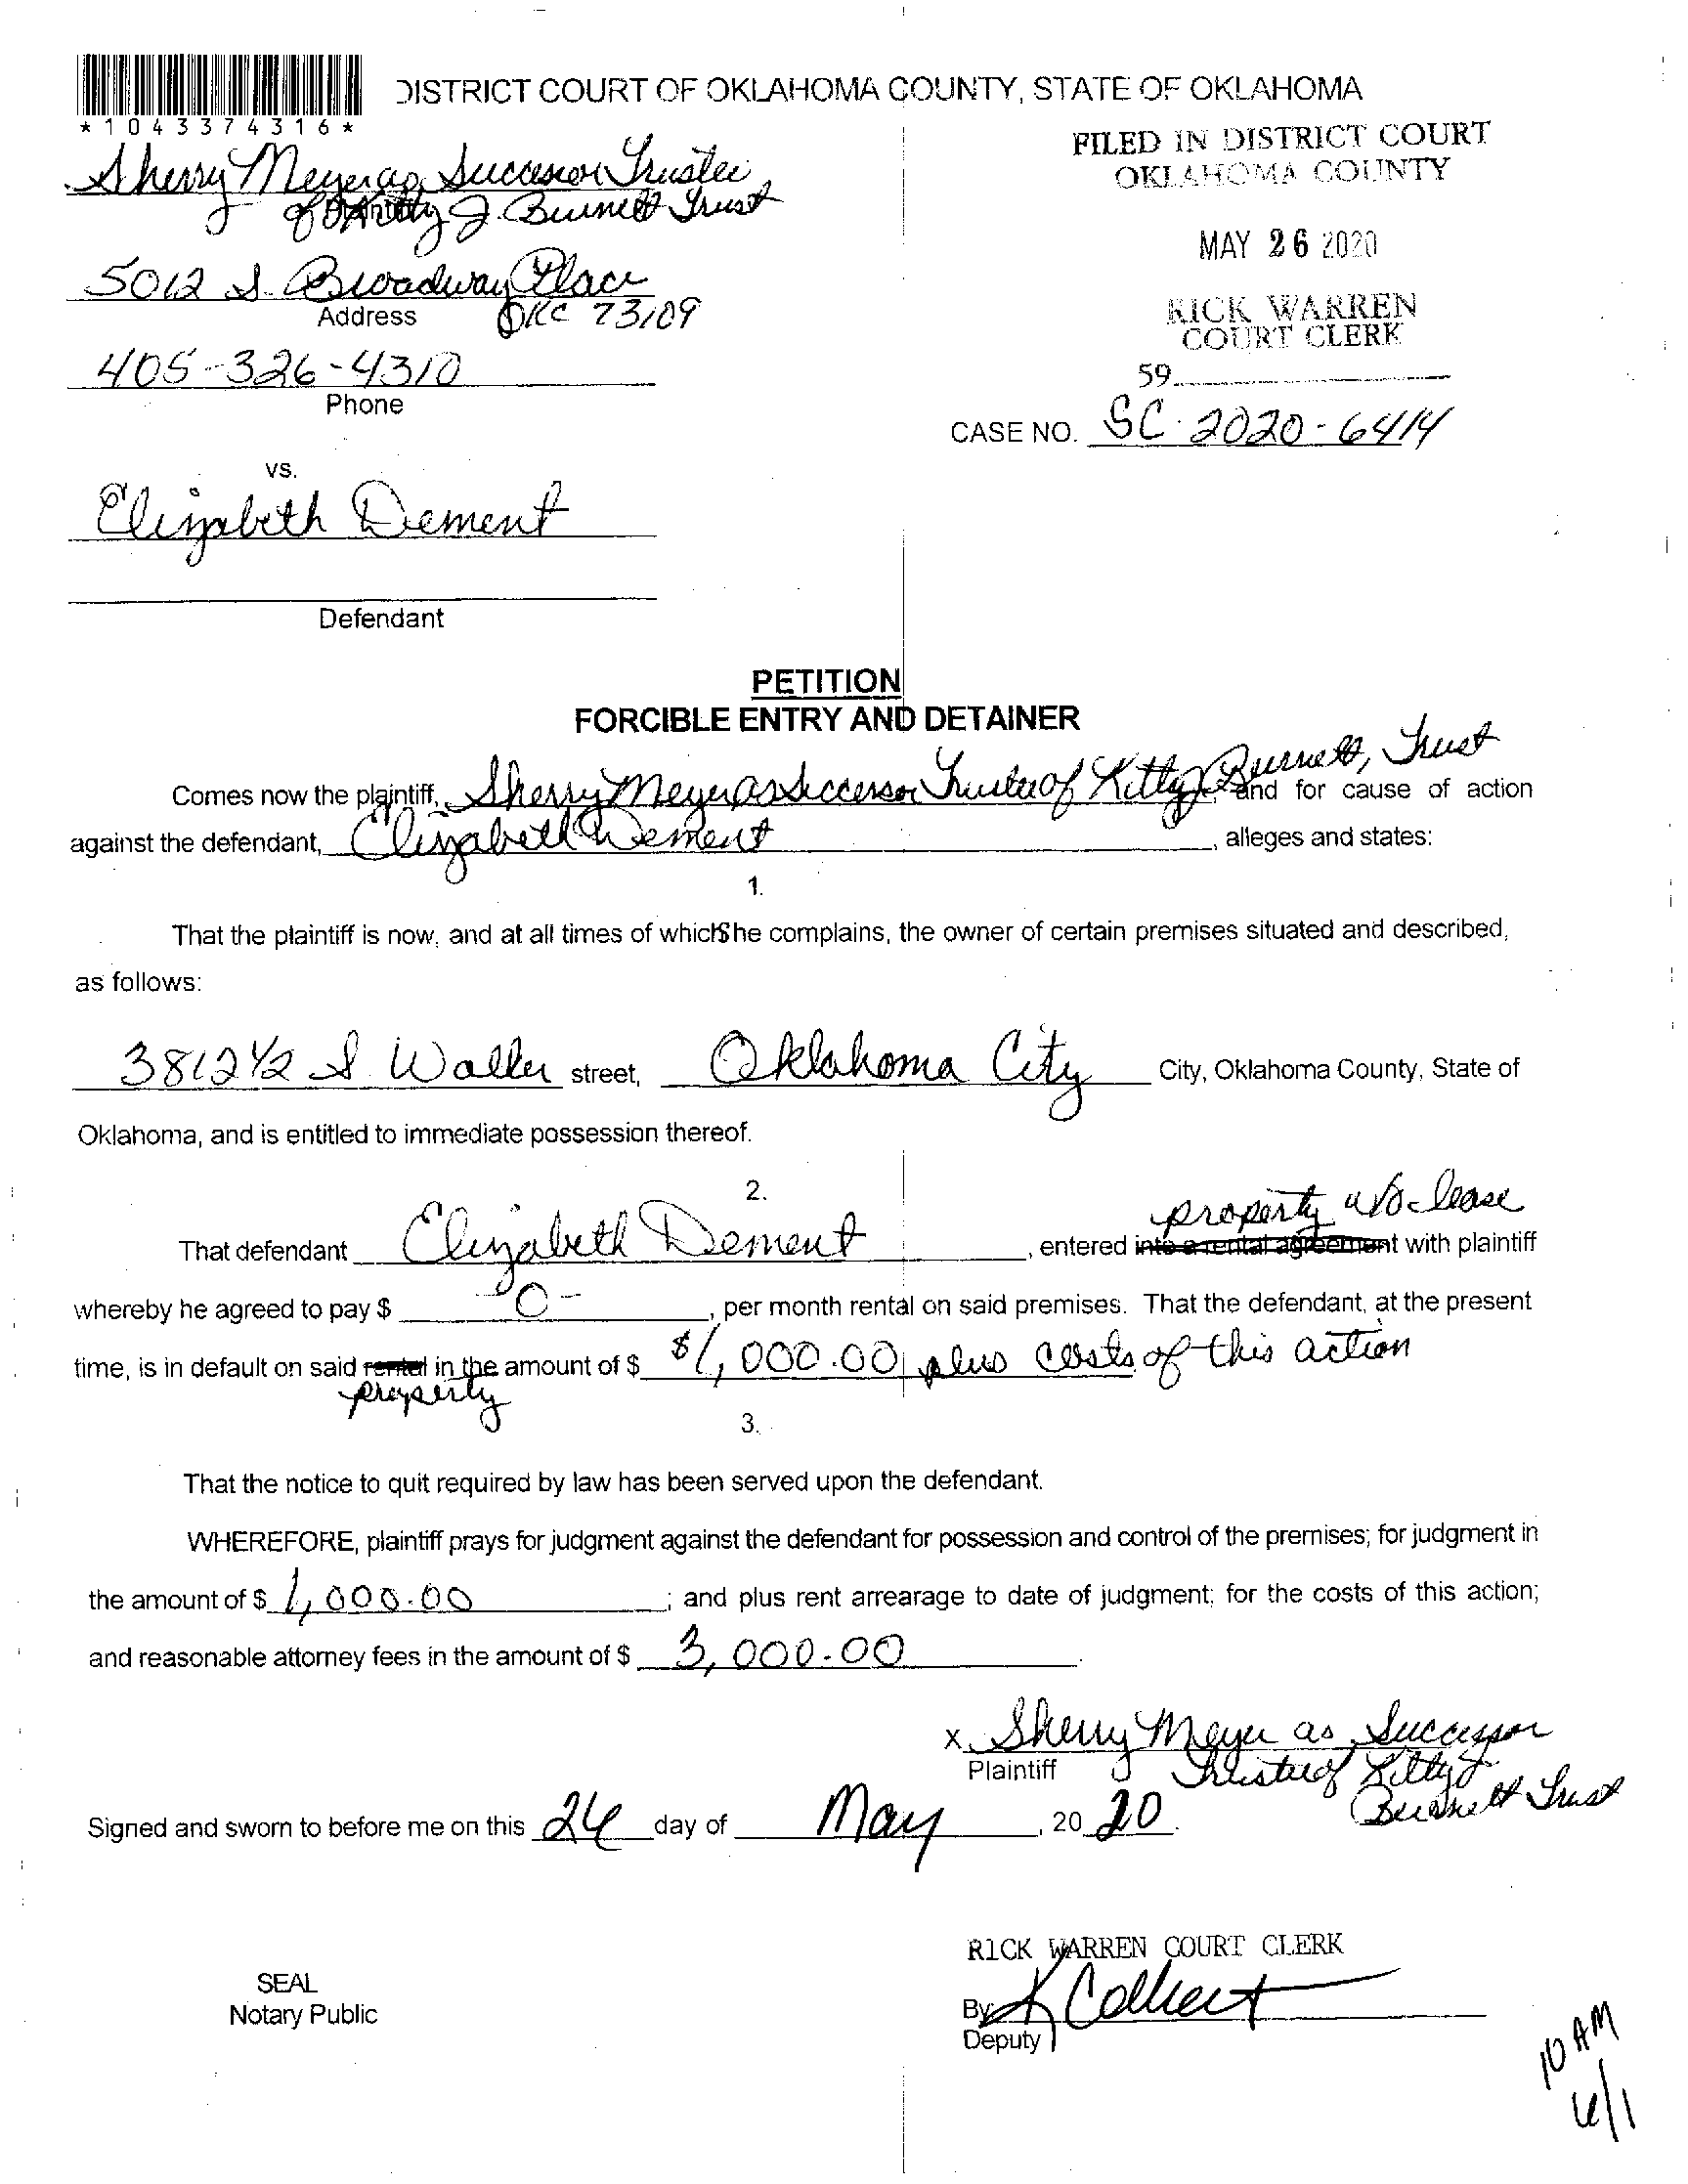 DISTRICT COURT OF OKLAHOMA COUNTY, STATE OF OKLAHOMA
*1043374316*
FILED IN DISTRICT COURT
OKLAHOMA COUNTY
Sherry Meyer as Successor Trustee
of Kitty J. Burnett Trust
Plaintiff
MAY 26 2020
5012 S. Broadway Place
Address OKC 73109
RICK WARREN
COURT CLERK
405-326-4310
Phone
59
CASE NO. SC-2020-6414
vs.
Elizabeth Dement
Defendant
PETITION
FORCIBLE ENTRY AND DETAINER
Comes now the plaintiff, Sherry Meyer as Successor Trustee of Kitty J. Burnett, Trust, and for cause of action
against the defendant, Elizabeth Dement, alleges and states:
1.
That the plaintiff is now, and at all times of which She complains, the owner of certain premises situated and described,
as follows:
3812 1/2 S. Walker street, Oklahoma City City, Oklahoma County, State of
Oklahoma, and is entitled to immediate possession thereof.
2.
property w/o lease
That defendant Elizabeth Dement, entered into a rental agreement with plaintiff
whereby he agreed to pay $ -0-, per month rental on said premises. That the defendant, at the present
time, is in default on said rental in the amount of $ $1,000.00 plus costs of this action
property
3.
That the notice to quit required by law has been served upon the defendant.
WHEREFORE, plaintiff prays for judgment against the defendant for possession and control of the premises; for judgment in
the amount of $ 1,000.00; and plus rent arrearage to date of judgment; for the costs of this action;
and reasonable attorney fees in the amount of $ 3,000.00.
x Sherry Meyer as Successor
Plaintiff Trustee of Kitty J
Burnett Trust
Signed and sworn to before me on this 26 day of May, 2020.
RICK WARREN COURT CLERK
SEAL
Notary Public
By K Colbert
Deputy
10 AM
6/1